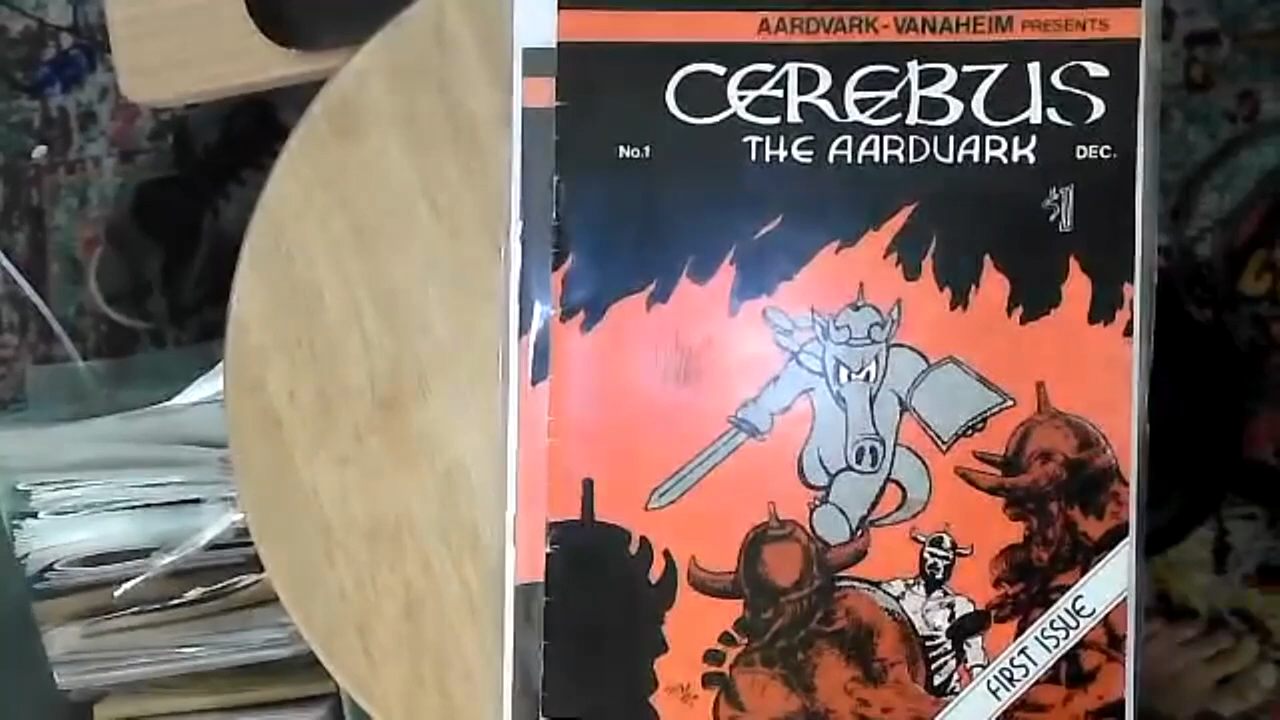 AARDVARK-VANAHEIM PRESENTS
CEREBUS
THE AARDVARK
No.1
DEC.
$1
FIRST ISSUE